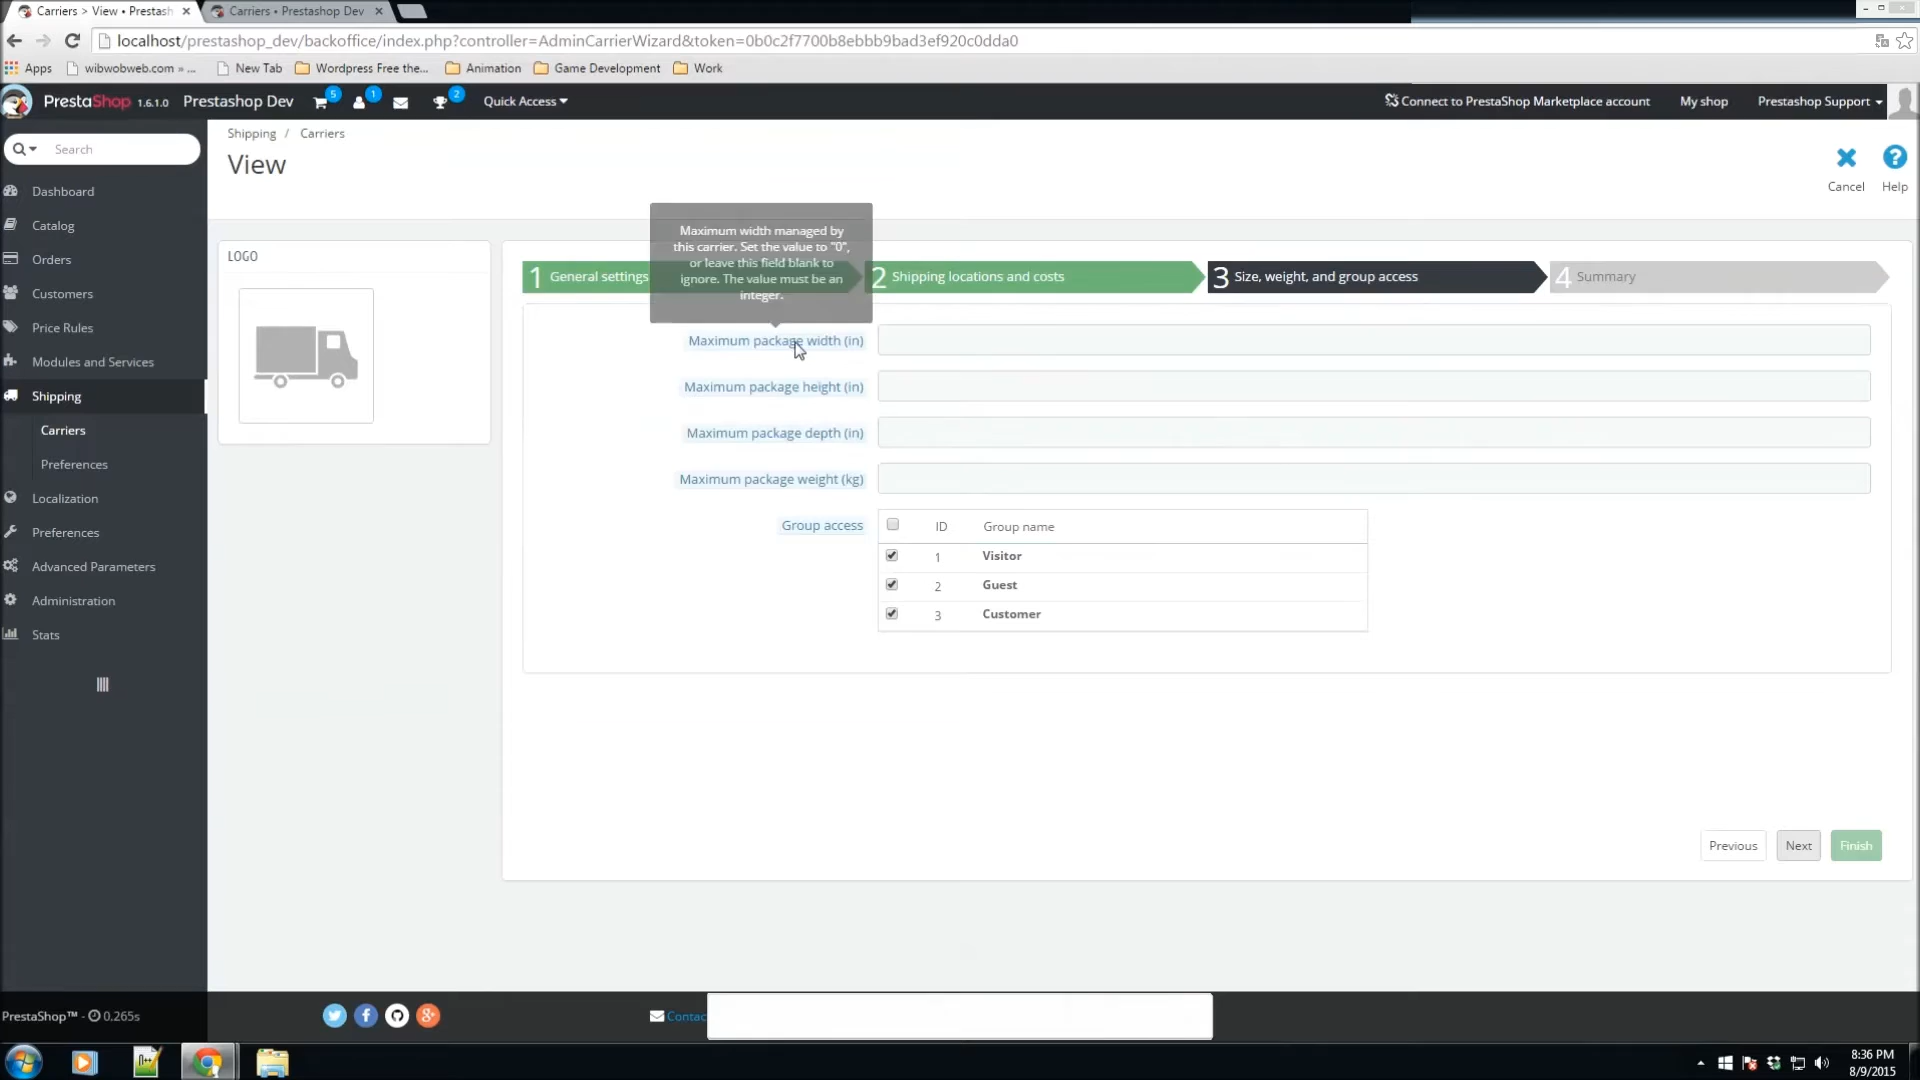 Carriers > View • Prestash
Carriers • Prestashop Dev
localhost/prestashop_dev/backoffice/index.php?controller=AdminCarrierWizard&token=0b0c2f7700b8ebbb9bad3ef920c0dda0
Apps
wibwobweb.com » ...
New Tab
Wordpress Free the...
Animation
Game Development
Work
PrestaShop 1.6.1.0
Prestashop Dev
5
1
2
Quick Access
Connect to PrestaShop Marketplace account
My shop
Prestashop Support
Search
Dashboard
Catalog
Orders
Customers
Price Rules
Modules and Services
Shipping
Carriers
Preferences
Localization
Preferences
Advanced Parameters
Administration
Stats
Shipping / Carriers
View
Cancel
Help
LOGO
Maximum width managed by
this carrier. Set the value to "0",
or leave this field blank to
ignore. The value must be an
integer.
1 General settings
2 Shipping locations and costs
3 Size, weight, and group access
4 Summary
Maximum package width (in)
Maximum package height (in)
Maximum package depth (in)
Maximum package weight (kg)
Group access
ID Group name
1 Visitor
2 Guest
3 Customer
Previous
Next
Finish
PrestaShop™ - 0.265s
Contac
8:36 PM
8/9/2015